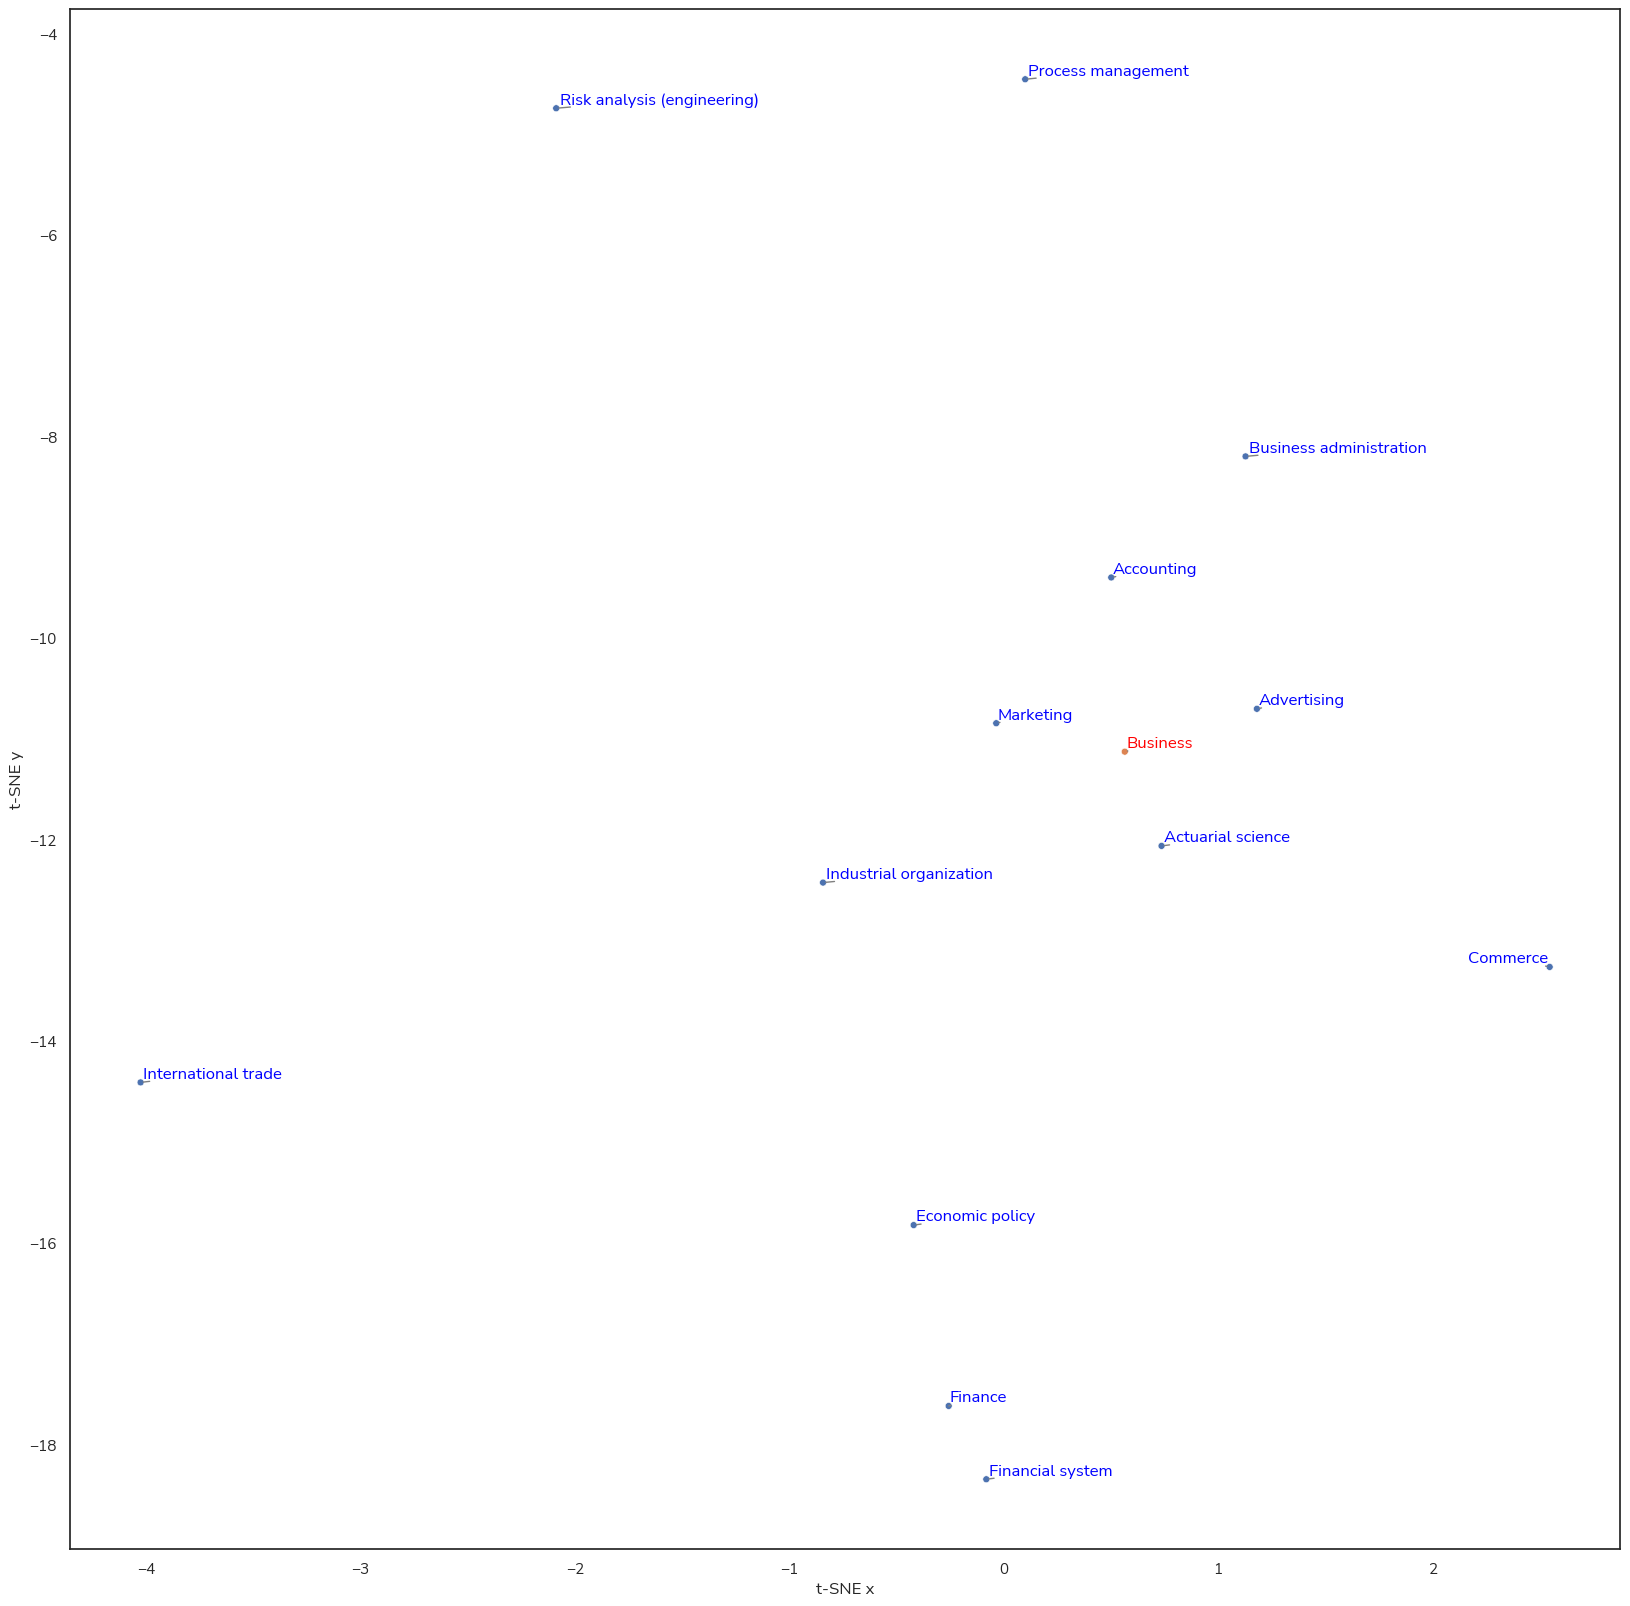 Process management
Risk analysis (engineering)
Business administration
Accounting
Advertising
Marketing
Business
Actuarial science
Industrial organization
Commerce
International trade
Economic policy
Finance
Financial system
−4
−6
−8
−10
−12
−14
−16
−18
t-SNE y
−4
−3
−2
−1
0
1
2
t-SNE x